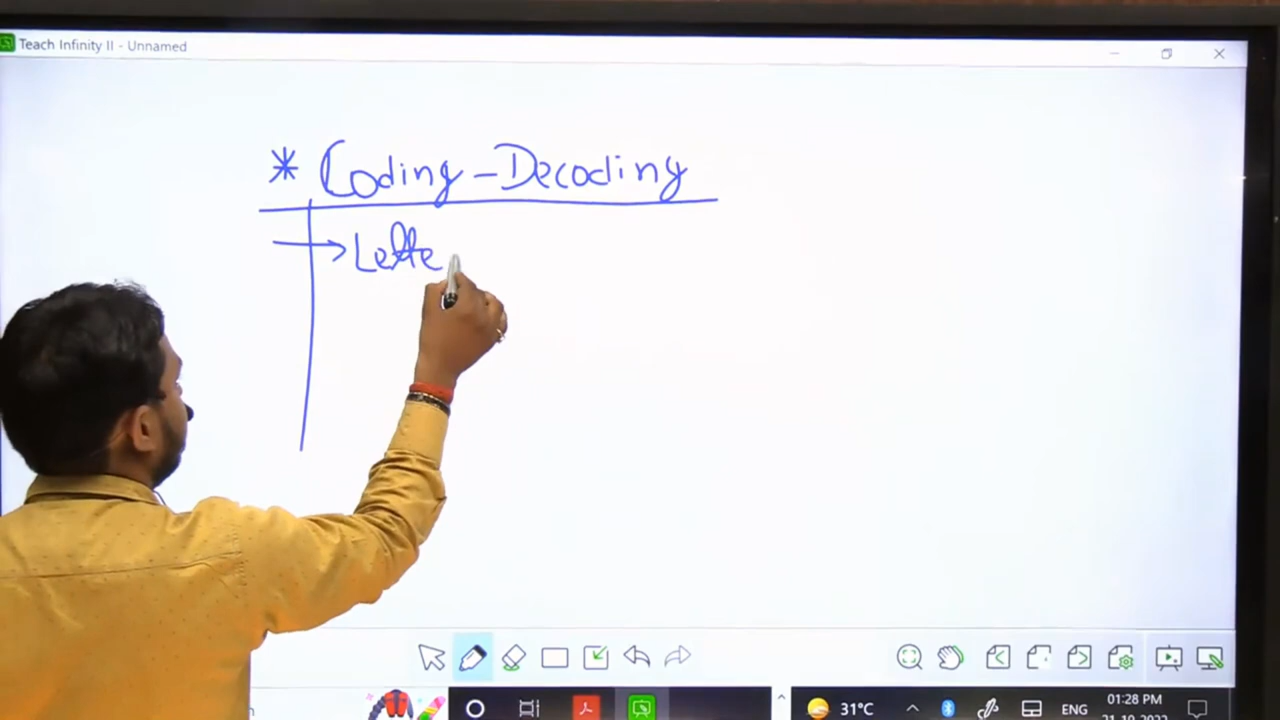 Teach Infinity II - Unnamed
* Coding-Decoding
→ Lette
31°C
ENG
01:28 PM